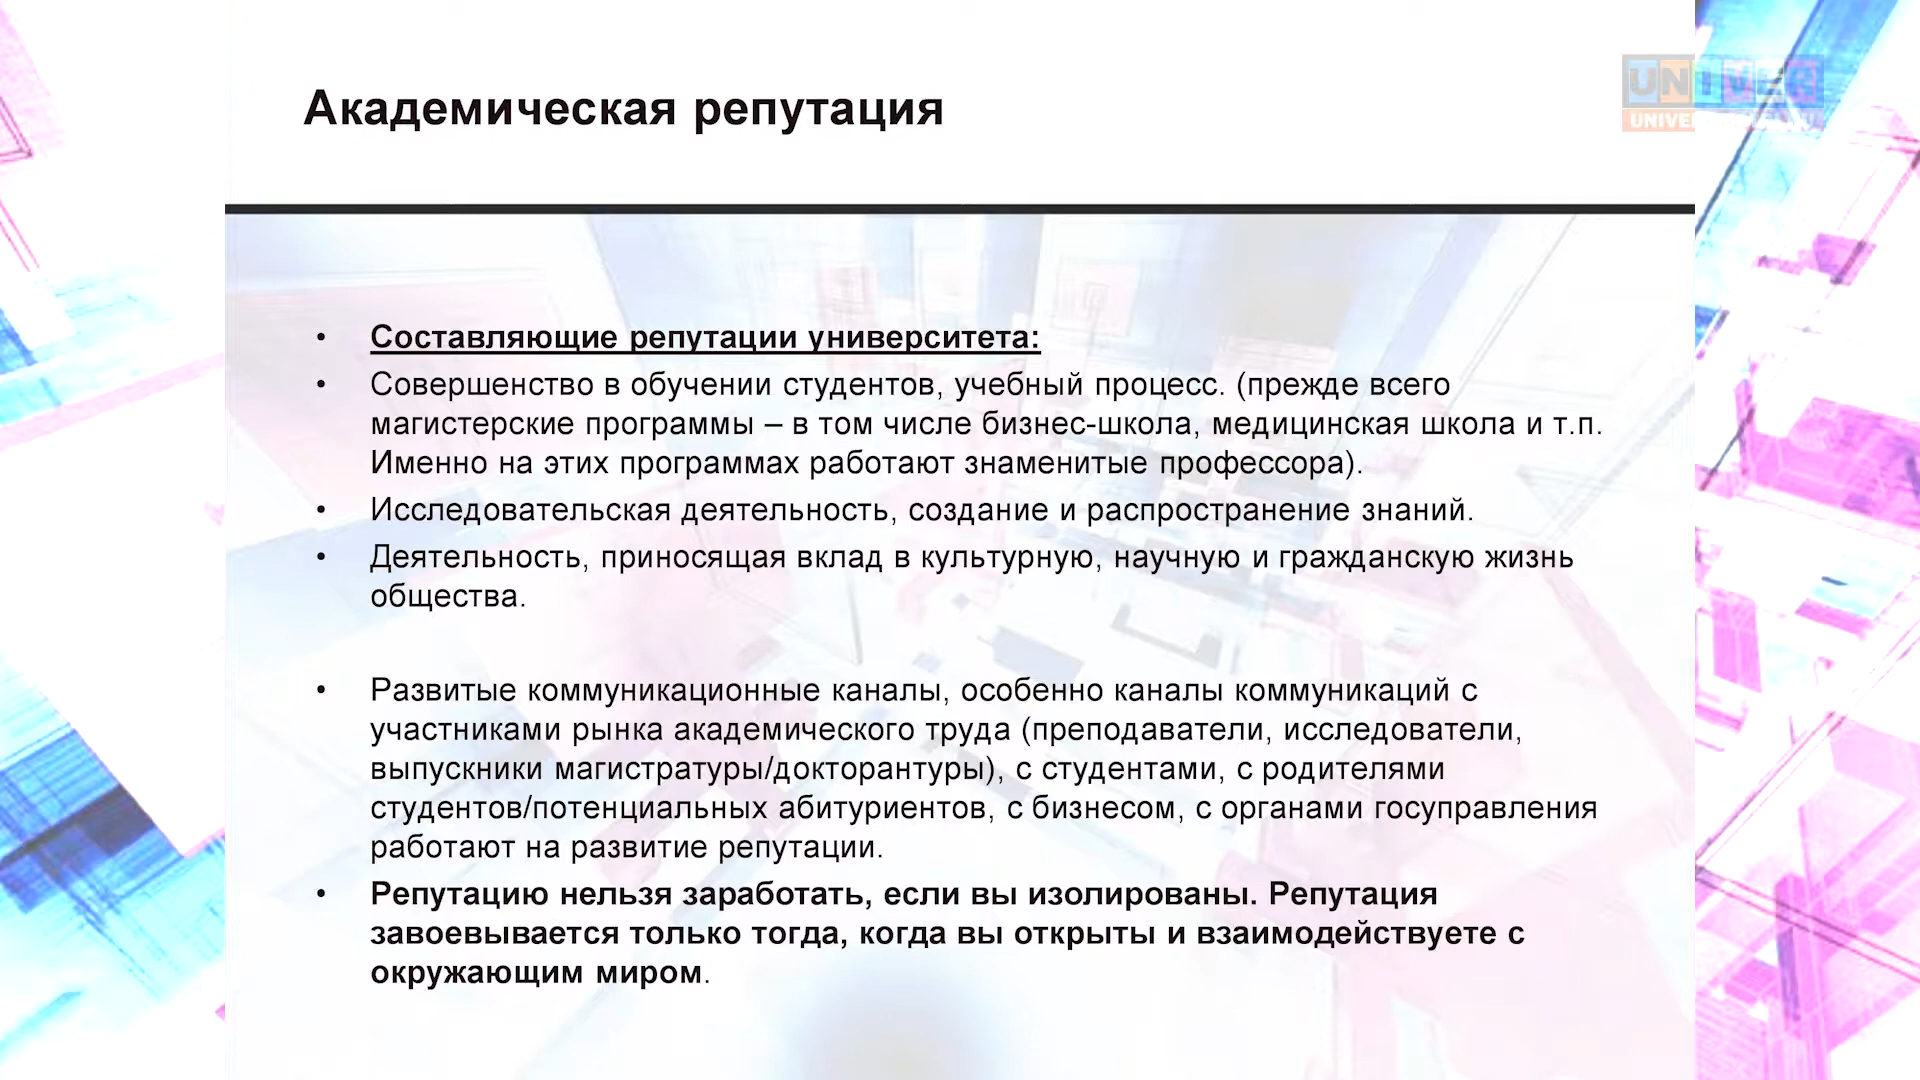 Академическая репутация
UNIVER
• Составляющие репутации университета:
• Совершенство в обучении студентов, учебный процесс. (прежде всего
магистерские программы – в том числе бизнес-школа, медицинская школа и т.п.
Именно на этих программах работают знаменитые профессора).
• Исследовательская деятельность, создание и распространение знаний.
• Деятельность, приносящая вклад в культурную, научную и гражданскую жизнь
общества.
• Развитые коммуникационные каналы, особенно каналы коммуникаций с
участниками рынка академического труда (преподаватели, исследователи,
выпускники магистратуры/докторантуры), с студентами, с родителями
студентов/потенциальных абитуриентов, с бизнесом, с органами госуправления
работают на развитие репутации.
• Репутацию нельзя заработать, если вы изолированы. Репутация
завоевывается только тогда, когда вы открыты и взаимодействуете с
окружающим миром.